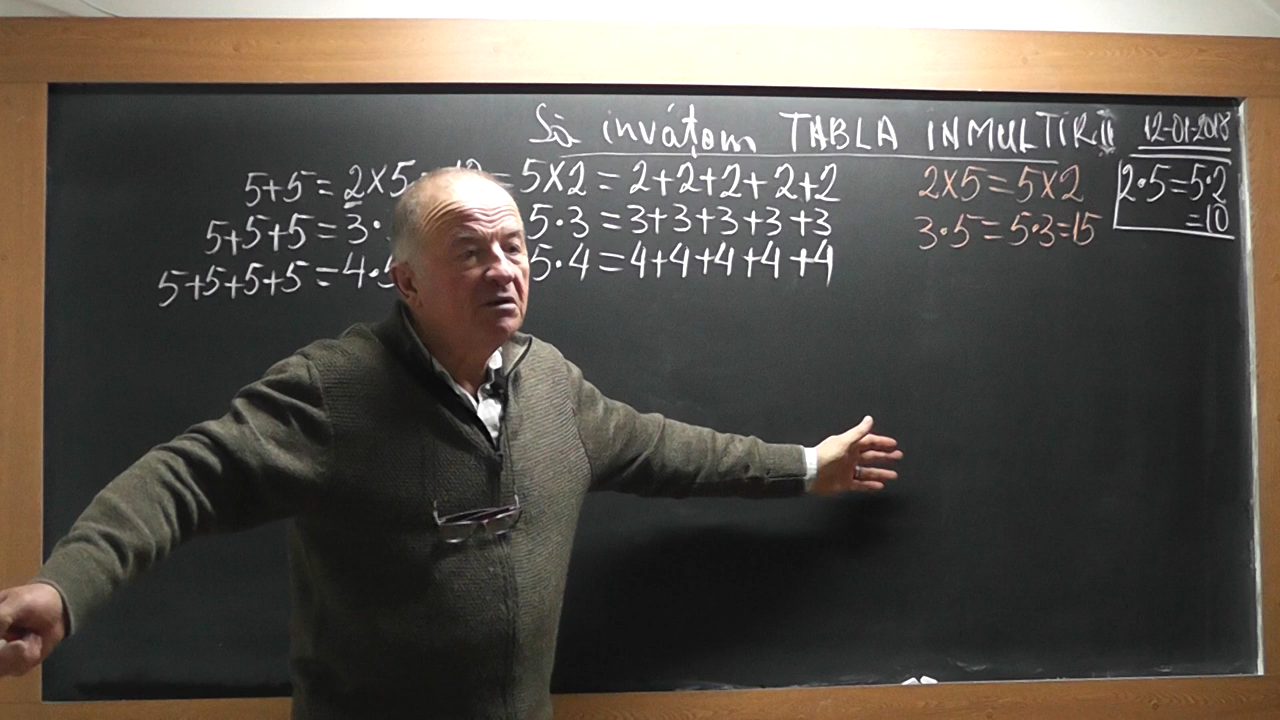 Să învățăm TABLA INMULTIRII 12-01-2018
5+5 = 2X5 = 10 = 5X2 = 2+2+2+2+2 2X5=5X2 2·5=5·2
=10
5+5+5 = 3· 5·3 = 3+3+3+3+3 3·5=5·3=15
5+5+5+5 = 4·5 5·4 = 4+4+4+4+4